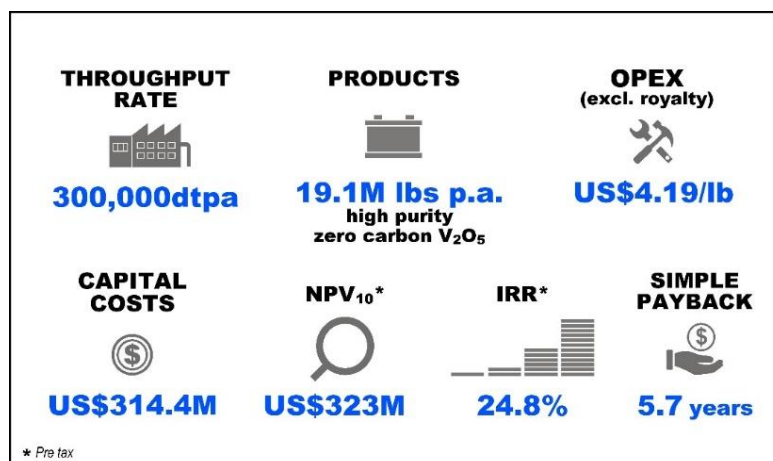 THROUGHPUT
RATE
300,000dtpa
PRODUCTS
19.1M lbs p.a.
high purity
zero carbon V₂O₅
OPEX
(excl. royalty)
US$4.19/lb
CAPITAL
COSTS
$
US$314.4M
NPV₁₀*
US$323M
IRR*
24.8%
SIMPLE
PAYBACK
$
5.7 years
* Pre tax